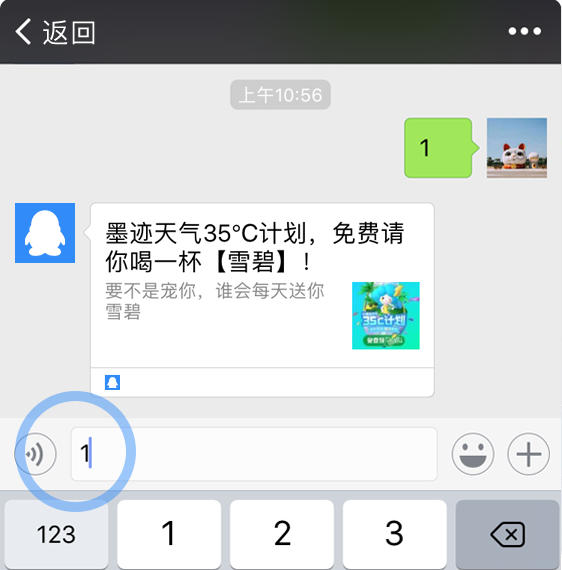 返回
上午10:56
1
墨迹天气35°C计划，免费请
你喝一杯【雪碧】！
要不是宠你，谁会每天送你
雪碧
35c计划
1
123
1
2
3